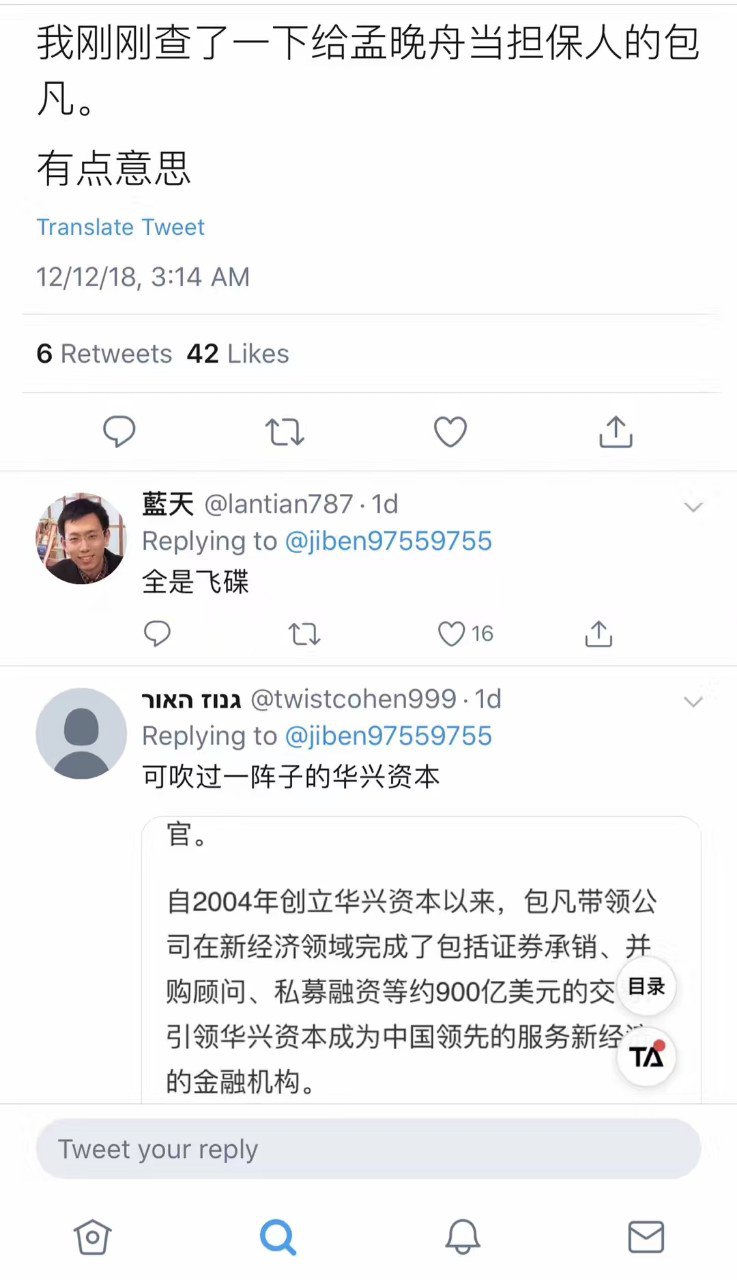 我刚刚查了一下给孟晚舟当担保人的包
凡。
有点意思
Translate Tweet
12/12/18, 3:14 AM
6 Retweets 42 Likes
藍天 @lantian787 · 1d
Replying to @jiben97559755
全是飞碟
16
גנוז האור @twistcohen999 · 1d
Replying to @jiben97559755
可吹过一阵子的华兴资本
官。
自2004年创立华兴资本以来，包凡带领公
司在新经济领域完成了包括证券承销、并
购顾问、私募融资等约900亿美元的交
目录
引领华兴资本成为中国领先的服务新经
TA
的金融机构。
Tweet your reply